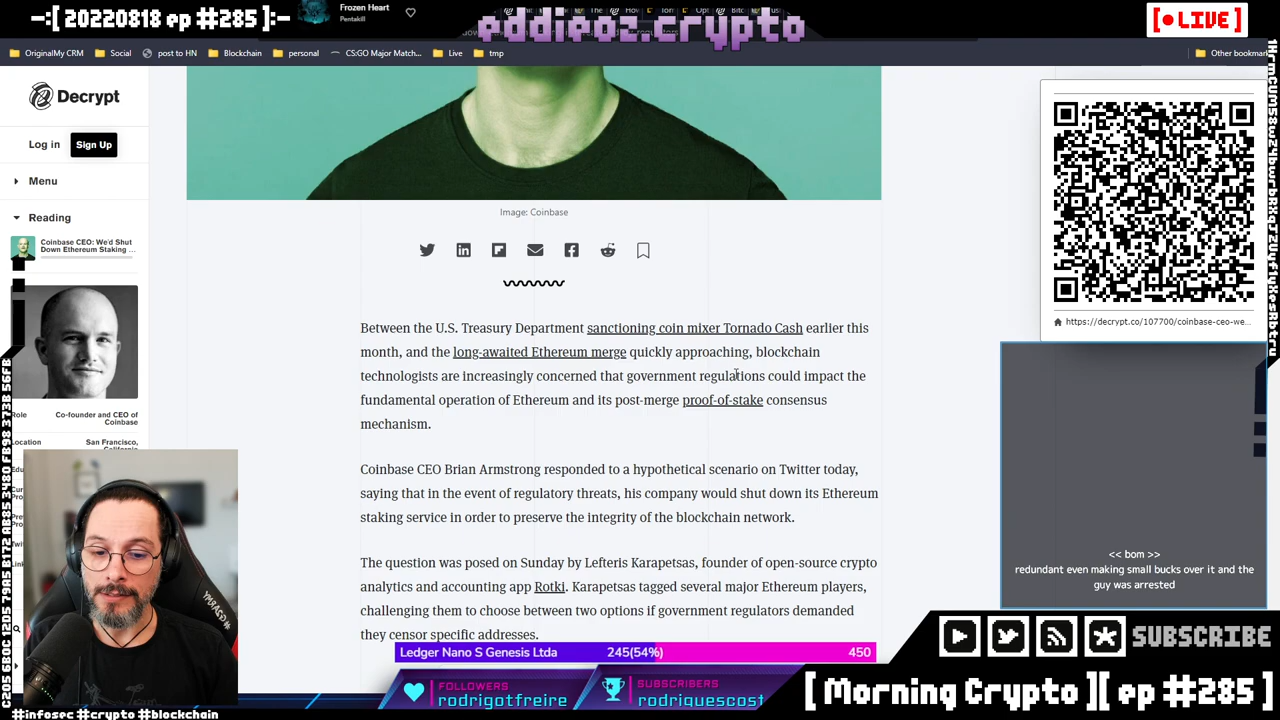 -:[ 20220818 ep #285 ]:-
Frozen Heart
Pentakill
eddieoz.crypto
[ LIVE ]
OriginalMy CRM
Social
post to HN
Blockchain
personal
CS:GO Major Match...
Live
tmp
Other bookmar
Decrypt
Log in
Sign Up
Menu
Reading
Coinbase CEO: We'd Shut
Down Ethereum Staking ...
Role
Co-founder and CEO of
Coinbase
Location
San Francisco,
California
Image: Coinbase
Between the U.S. Treasury Department sanctioning coin mixer Tornado Cash earlier this
month, and the long-awaited Ethereum merge quickly approaching, blockchain
technologists are increasingly concerned that government regulations could impact the
fundamental operation of Ethereum and its post-merge proof-of-stake consensus
mechanism.
Coinbase CEO Brian Armstrong responded to a hypothetical scenario on Twitter today,
saying that in the event of regulatory threats, his company would shut down its Ethereum
staking service in order to preserve the integrity of the blockchain network.
The question was posed on Sunday by Lefteris Karapetsas, founder of open-source crypto
analytics and accounting app Rotki. Karapetsas tagged several major Ethereum players,
challenging them to choose between two options if government regulators demanded
they censor specific addresses.
https://decrypt.co/107700/coinbase-ceo-we...
<< bom >>
redundant even making small bucks over it and the
guy was arrested
Ledger Nano S Genesis Ltda
245(54%)
450
FOLLOWERS
rodrigotfreire
SUBSCRIBERS
rodriguescost
SUBSCRIBE
[ Morning Crypto ][ ep #285 ]
#infosec #crypto #blockchain